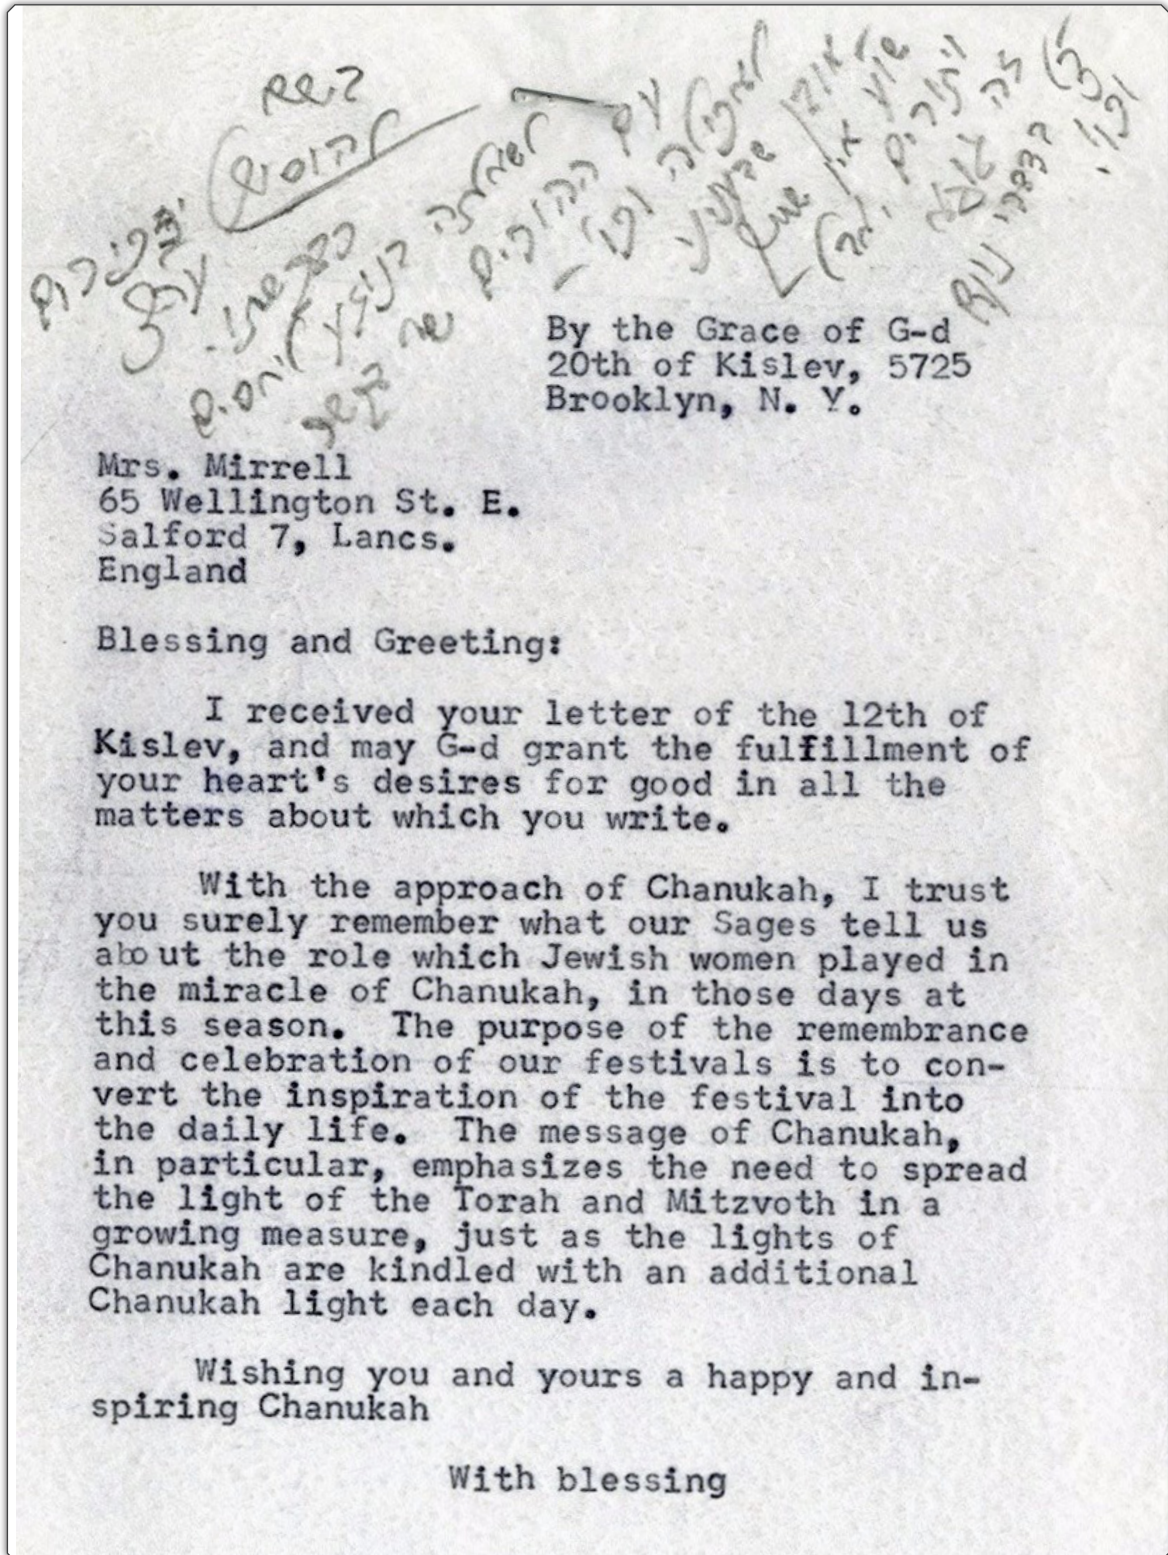 בשם
להוסיש
ההורים
By the Grace of G-d
20th of Kislev, 5725
Brooklyn, N. Y.
Mrs. Mirrell
65 Wellington St. E.
Salford 7, Lancs.
England
Blessing and Greeting:
I received your letter of the 12th of
Kislev, and may G-d grant the fulfillment of
your heart's desires for good in all the
matters about which you write.
With the approach of Chanukah, I trust
you surely remember what our Sages tell us
about the role which Jewish women played in
the miracle of Chanukah, in those days at
this season. The purpose of the remembrance
and celebration of our festivals is to con-
vert the inspiration of the festival into
the daily life. The message of Chanukah,
in particular, emphasizes the need to spread
the light of the Torah and Mitzvoth in a
growing measure, just as the lights of
Chanukah are kindled with an additional
Chanukah light each day.
Wishing you and yours a happy and in-
spiring Chanukah
With blessing